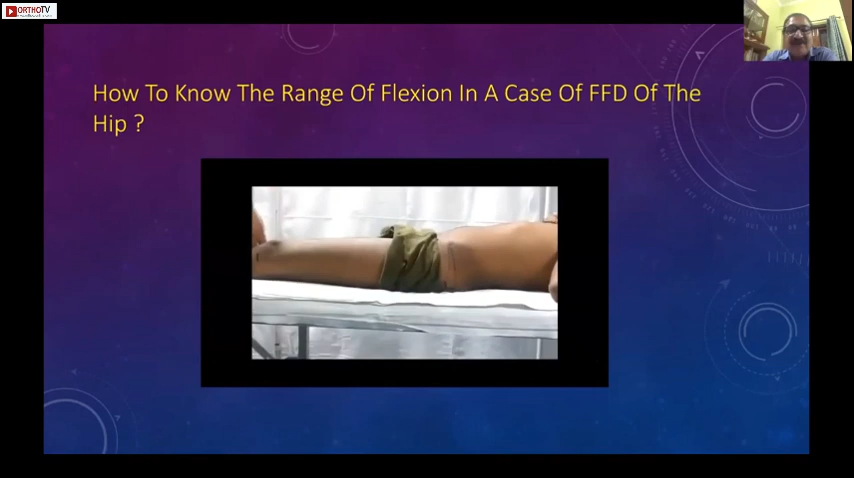 ORTHOTV
How To Know The Range Of Flexion In A Case Of FFD Of The
Hip ?